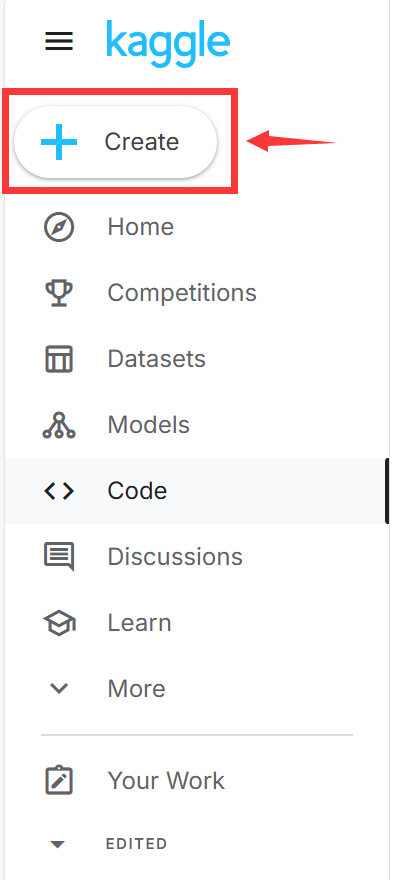 kaggle
Create
Home
Competitions
Datasets
Models
Code
Discussions
Learn
More
Your Work
EDITED